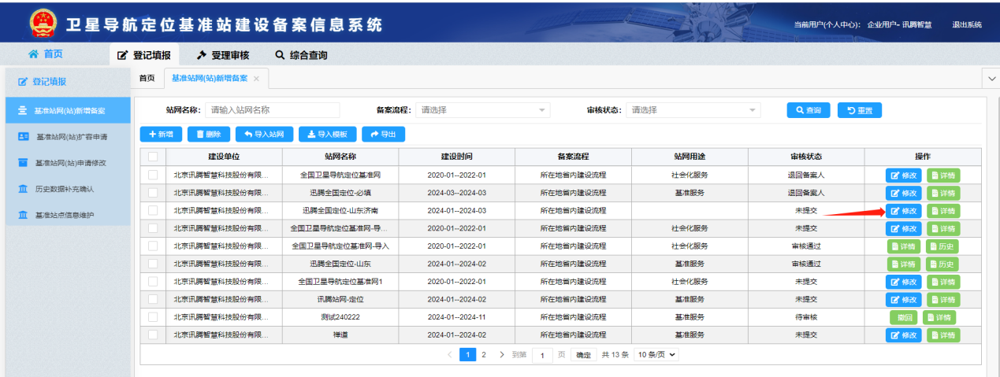 卫星导航定位基准站建设备案信息系统
当前用户(个人中心): 企业用户- 讯腾智慧 退出系统
首页 登记填报 受理审核 综合查询
登记填报
基准站网(站)新增备案
基准站网(站)扩容申请
基准站网(站)申请修改
历史数据补充确认
基准站点信息维护
首页 基准站网(站)新增备案 ×
站网名称: 请输入站网名称 备案流程: 请选择 审核状态: 请选择 查询 重置
新增 删除 导入站网 导入模板 导出
建设单位 站网名称 建设时间 备案流程 站网用途 审核状态 操作
北京讯腾智慧科技股份有限... 全国卫星导航定位基准网 2020-01--2022-01 所在地省内建设流程 社会化服务 退回备案人 修改 详情
北京讯腾智慧科技股份有限... 迅腾全国定位-必填 2024-03--2024-03 所在地省内建设流程 基准服务 退回备案人 修改 详情
北京讯腾智慧科技股份有限... 迅腾全国定位-山东济南 2024-01--2024-03 所在地省内建设流程 未提交 修改 详情
北京讯腾智慧科技股份有限... 全国卫星导航定位基准网-导... 2020-01--2022-01 所在地省内建设流程 社会化服务 未提交 修改 详情
北京讯腾智慧科技股份有限... 全国卫星导航定位基准网-导入 2020-01--2022-01 所在地省内建设流程 社会化服务 审核通过 详情 历史
北京讯腾智慧科技股份有限... 迅腾全国定位-山东 2024-01--2024-02 所在地省内建设流程 基准服务 审核通过 详情 历史
北京讯腾智慧科技股份有限... 全国卫星导航定位基准网1 2020-01--2022-01 所在地省内建设流程 社会化服务 未提交 修改 详情
北京讯腾智慧科技股份有限... 讯腾站网-定位 2024-01--2024-02 所在地省内建设流程 基准服务 未提交 修改 详情
北京讯腾智慧科技股份有限... 测试240222 2024-01--2024-11 所在地省内建设流程 基准服务 待审核 撤回 详情
北京讯腾智慧科技股份有限... 禅道 2024-01--2024-02 所在地省内建设流程 基准服务 未提交 修改 详情
< 1 2 > 到第 1 页 确定 共 13 条 10 条/页